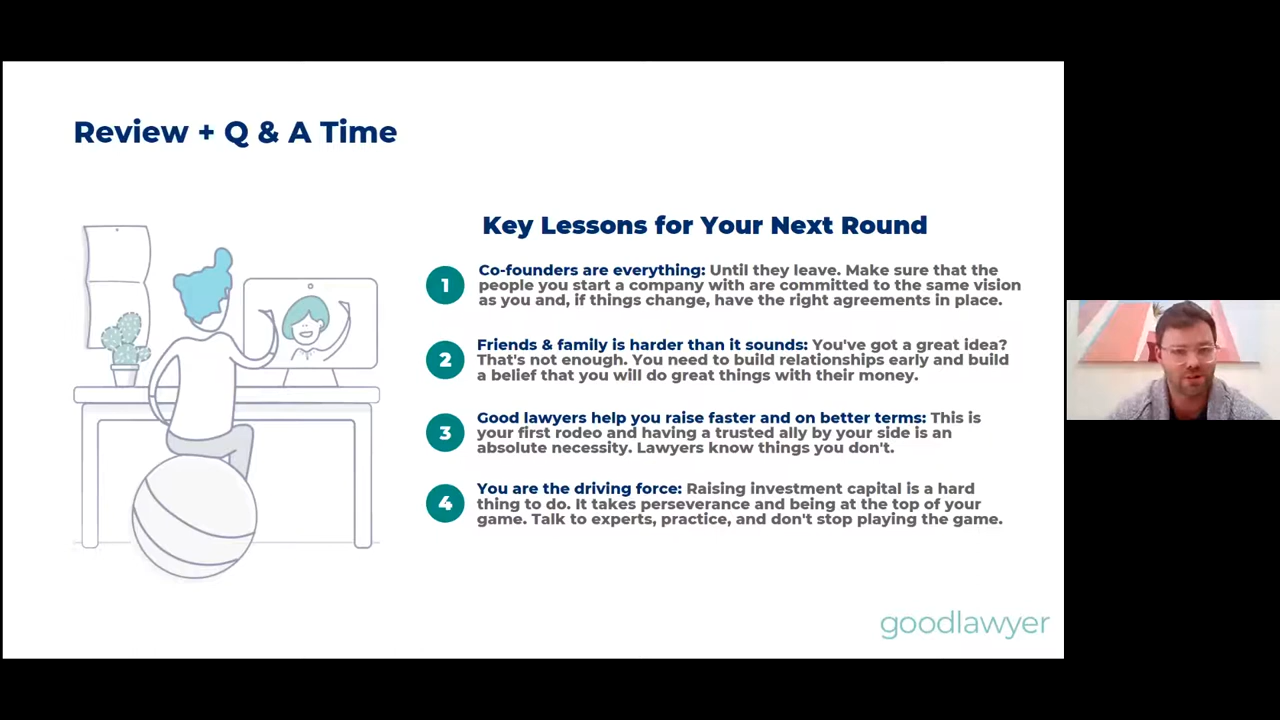 Review + Q & A Time
Key Lessons for Your Next Round
1
Co-founders are everything: Until they leave. Make sure that the
people you start a company with are committed to the same vision
as you and, if things change, have the right agreements in place.
2
Friends & family is harder than it sounds: You've got a great idea?
That's not enough. You need to build relationships early and build
a belief that you will do great things with their money.
3
Good lawyers help you raise faster and on better terms: This is
your first rodeo and having a trusted ally by your side is an
absolute necessity. Lawyers know things you don't.
4
You are the driving force: Raising investment capital is a hard
thing to do. It takes perseverance and being at the top of your
game. Talk to experts, practice, and don't stop playing the game.
goodlawyer